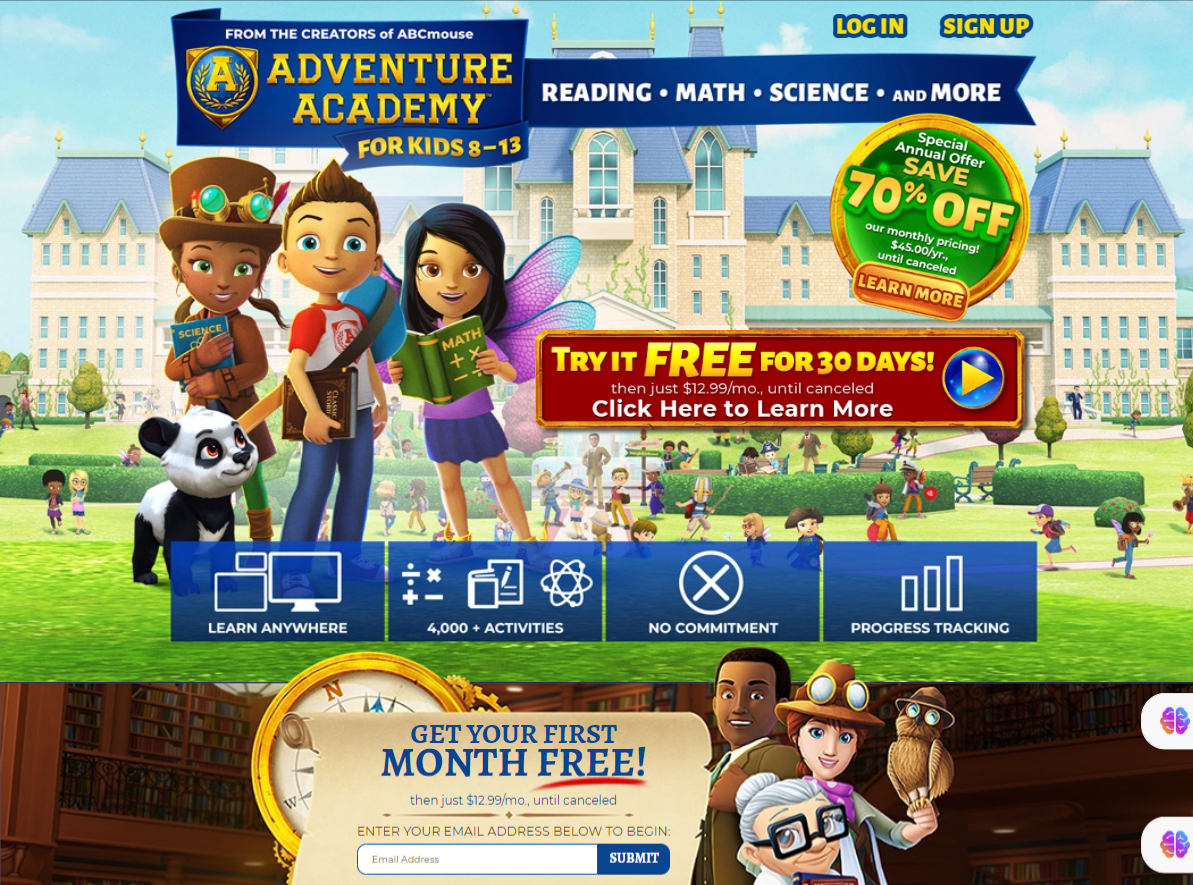 LOG IN
SIGN UP
FROM THE CREATORS of ABCmouse
A
ADVENTURE
ACADEMY™
FOR KIDS 8–13
READING • MATH • SCIENCE • AND MORE
Special
Annual Offer
SAVE
70% OFF
our monthly pricing!
$45.00/yr.,
until canceled
LEARN MORE
SCIENCE
A
MATH
CLASSIC
STORIES
TRY IT FREE FOR 30 DAYS!
then just $12.99/mo., until canceled
Click Here to Learn More
LEARN ANYWHERE
4,000 + ACTIVITIES
NO COMMITMENT
PROGRESS TRACKING
N
W
GET YOUR FIRST
MONTH FREE!
then just $12.99/mo., until canceled
ENTER YOUR EMAIL ADDRESS BELOW TO BEGIN:
Email Address
SUBMIT